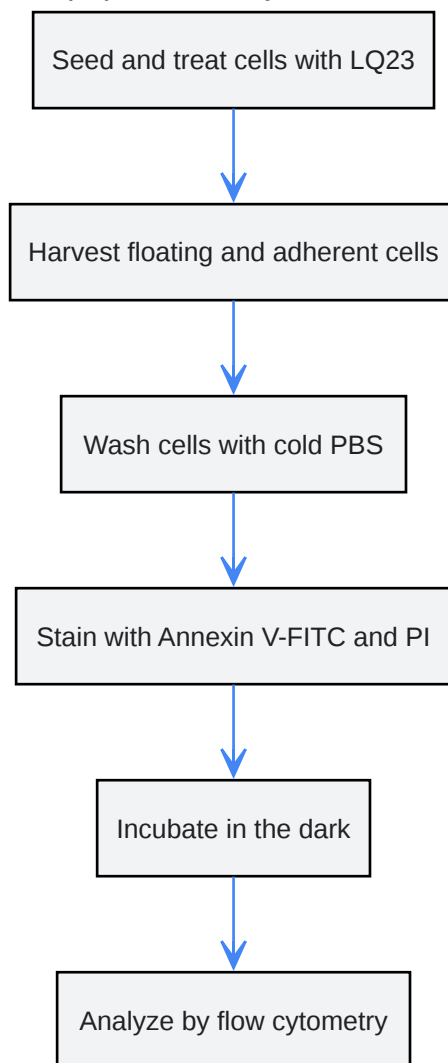 Seed and treat cells with LQ23
Harvest floating and adherent cells
Wash cells with cold PBS
Stain with Annexin V-FITC and PI
Incubate in the dark
Analyze by flow cytometry